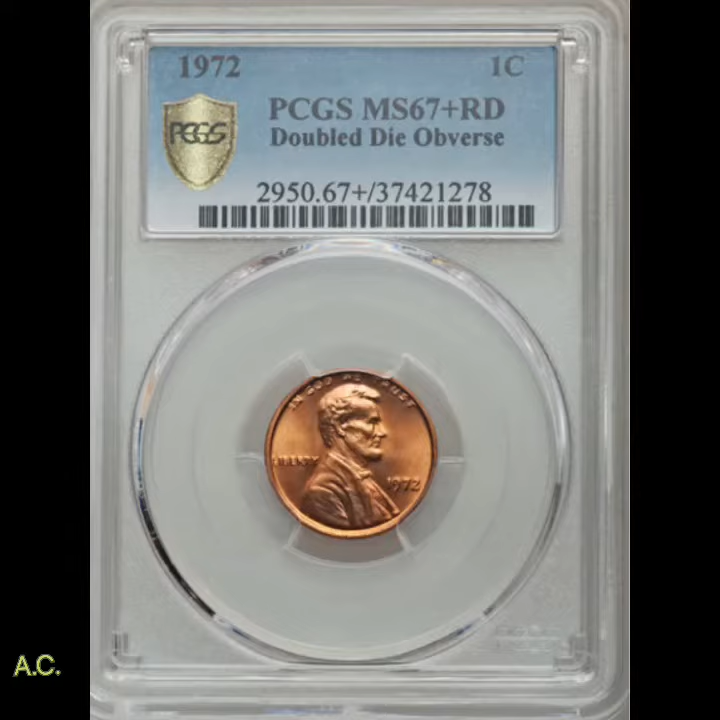 1972 1C
PCGS
PCGS MS67+RD
Doubled Die Obverse
2950.67+/37421278
IN GOD WE TRUST
LIBERTY
1972
A.C.